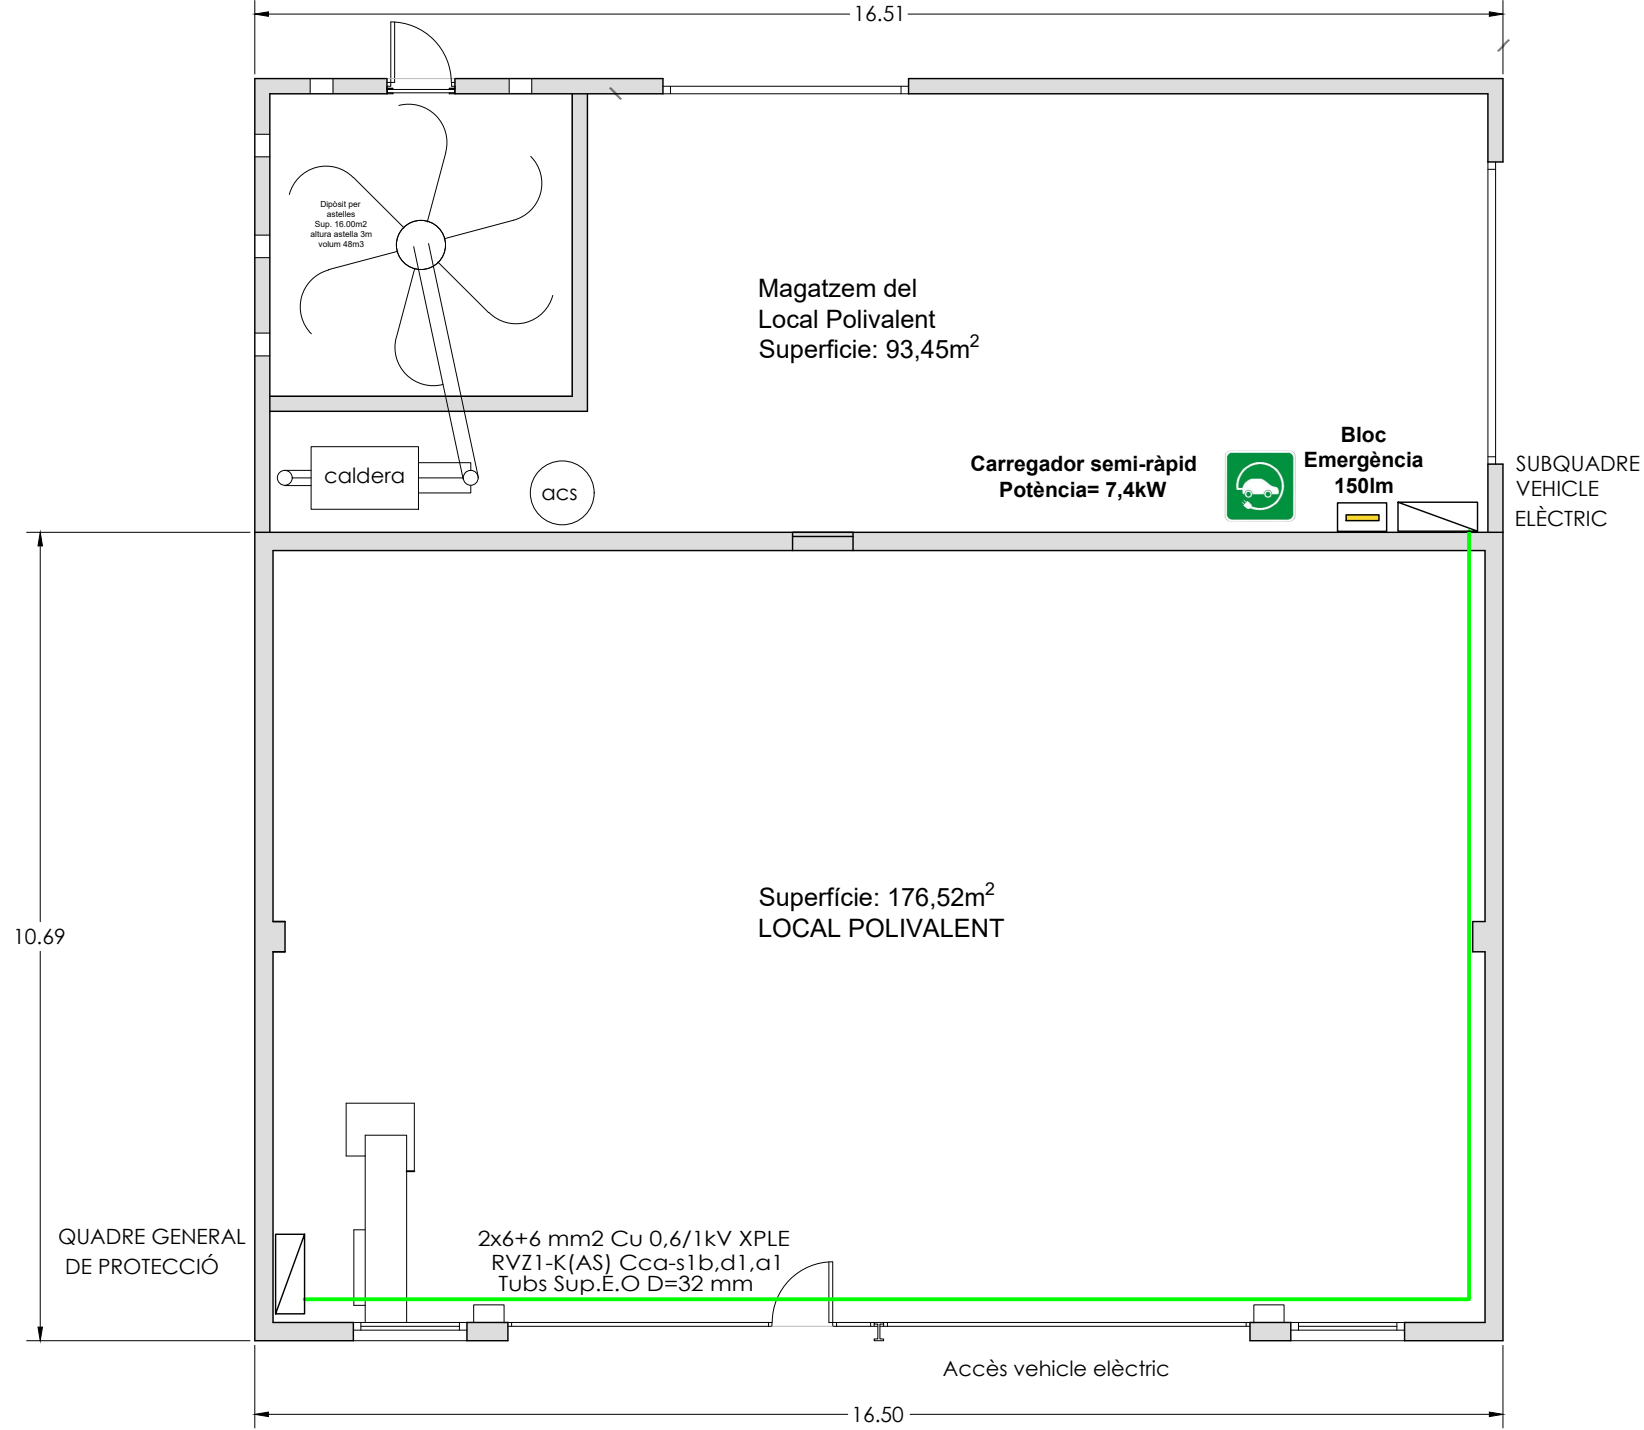 16.51
Dipòsit per
astelles
Sup. 16.00m2
altura astella 3m
volum 48m3
Magatzem del
Local Polivalent
Superficie: 93,45m2
Carregador semi-ràpid
Potència= 7,4kW
Bloc
Emergència
150lm
SUBQUADRE
VEHICLE
ELÈCTRIC
caldera
acs
10.69
Superfície: 176,52m2
LOCAL POLIVALENT
QUADRE GENERAL
DE PROTECCIÓ
2x6+6 mm2 Cu 0,6/1kV XPLE
RVZ1-K(AS) Cca-s1b,d1,a1
Tubs Sup.E.O D=32 mm
Accès vehicle elèctric
16.50